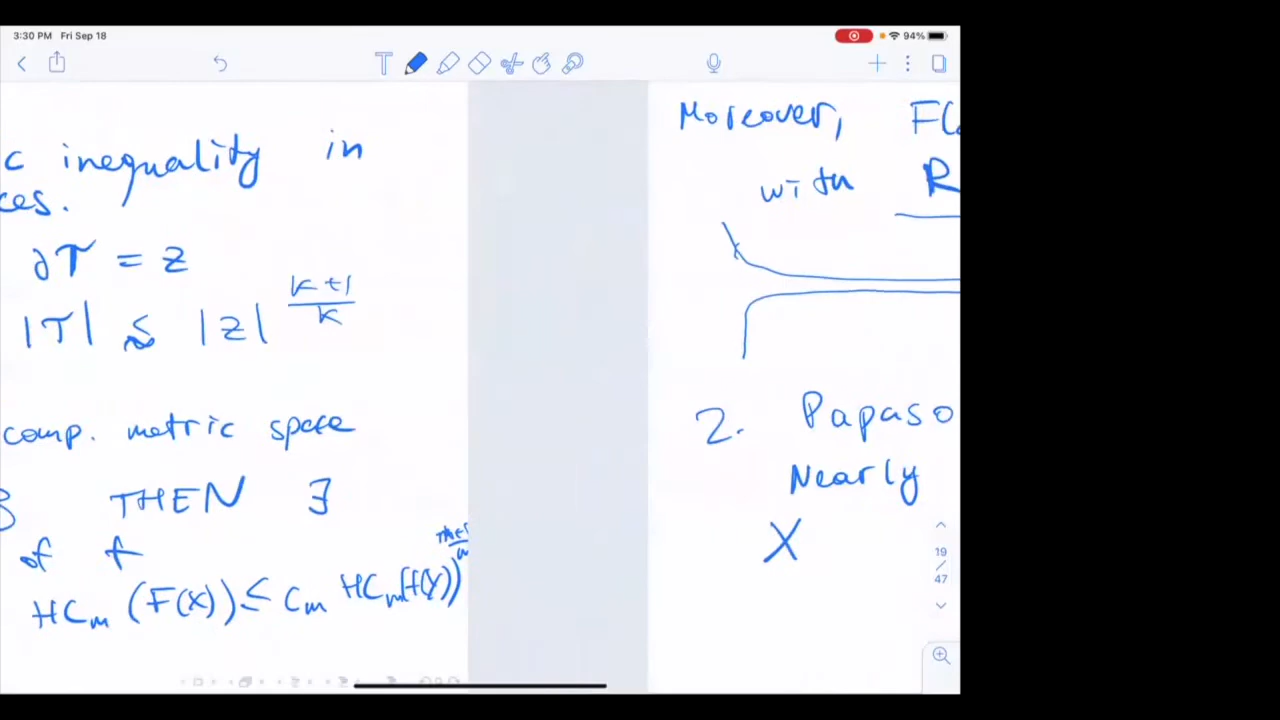 3:30 PM Fri Sep 18
94%
T
c inequality in
ces.
∂T = z
|T| ≲ |z|^{\frac{k+1}{k}}
comp. metric space
THEN ∃
of f
HC_m (F(X)) ≤ C_m HC_m(f(Y))
Moreover, F(
with R
2. Papaso
Nearly
X
19
/
47